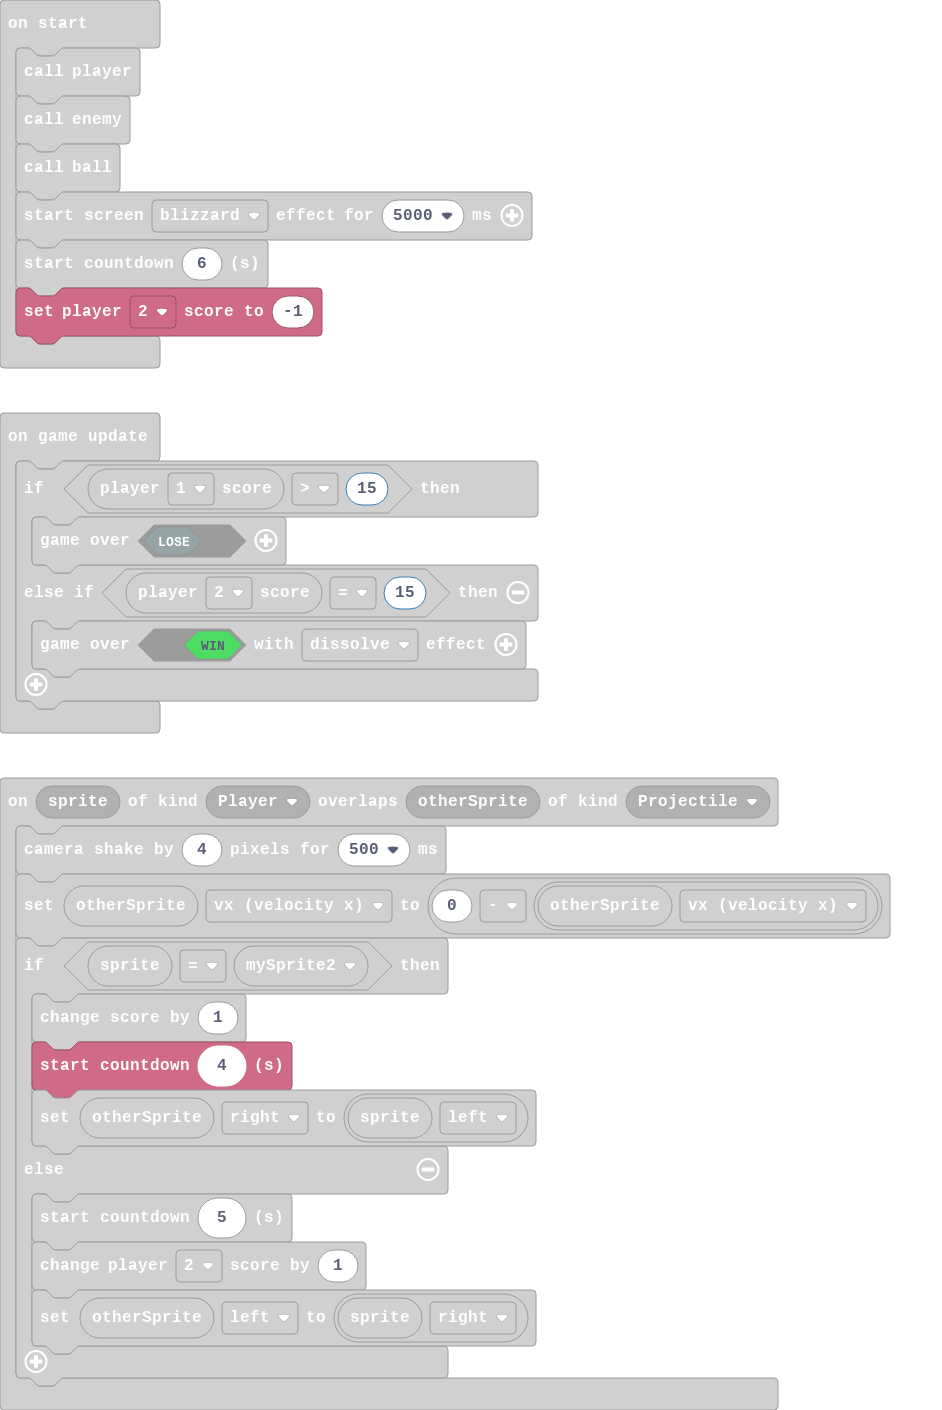 on start
call player
call enemy
call ball
start screen blizzard effect for 5000 ms
start countdown 6 (s)
set player 2 score to -1
on game update
if player 1 score > 15 then
game over LOSE
else if player 2 score = 15 then
game over WIN with dissolve effect
on sprite of kind Player overlaps otherSprite of kind Projectile
camera shake by 4 pixels for 500 ms
set otherSprite vx (velocity x) to 0 - otherSprite vx (velocity x)
if sprite = mySprite2 then
change score by 1
start countdown 4 (s)
set otherSprite right to sprite left
else
start countdown 5 (s)
change player 2 score by 1
set otherSprite left to sprite right